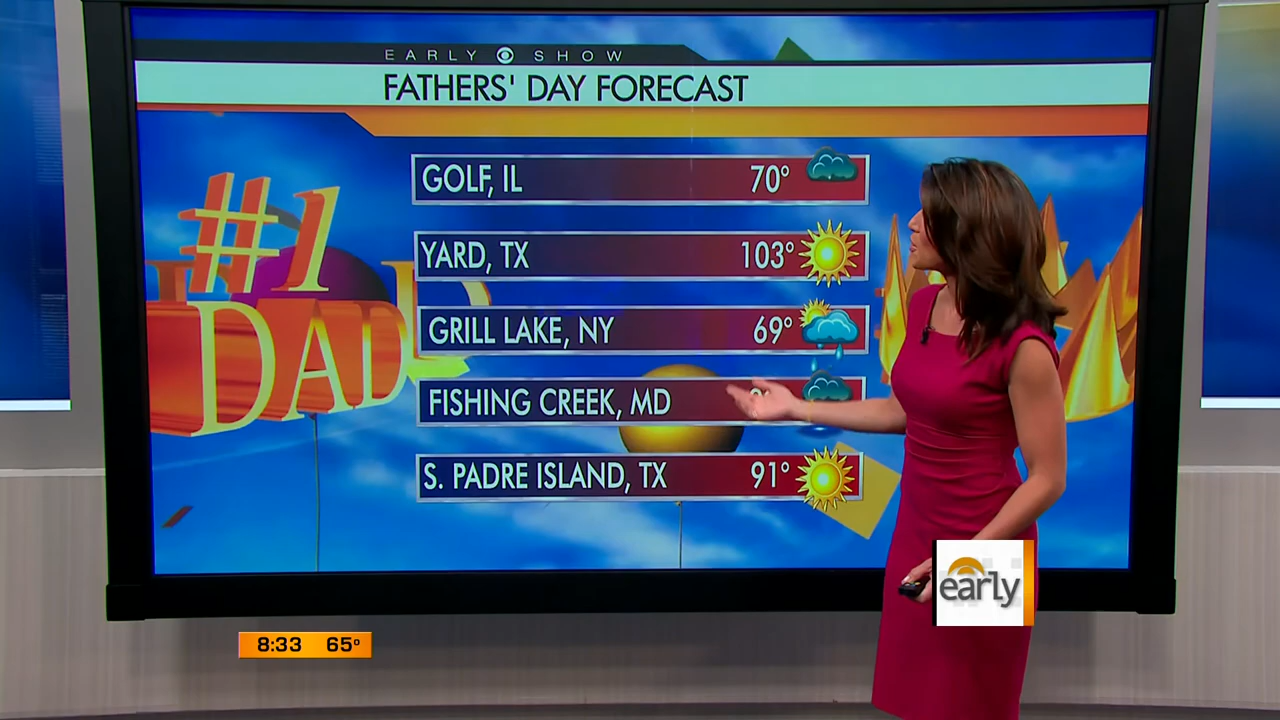 EARLY SHOW
FATHERS' DAY FORECAST
GOLF, IL 70°
YARD, TX 103°
GRILL LAKE, NY 69°
FISHING CREEK, MD
S. PADRE ISLAND, TX 91°
#1
DAD
early
8:33 65°